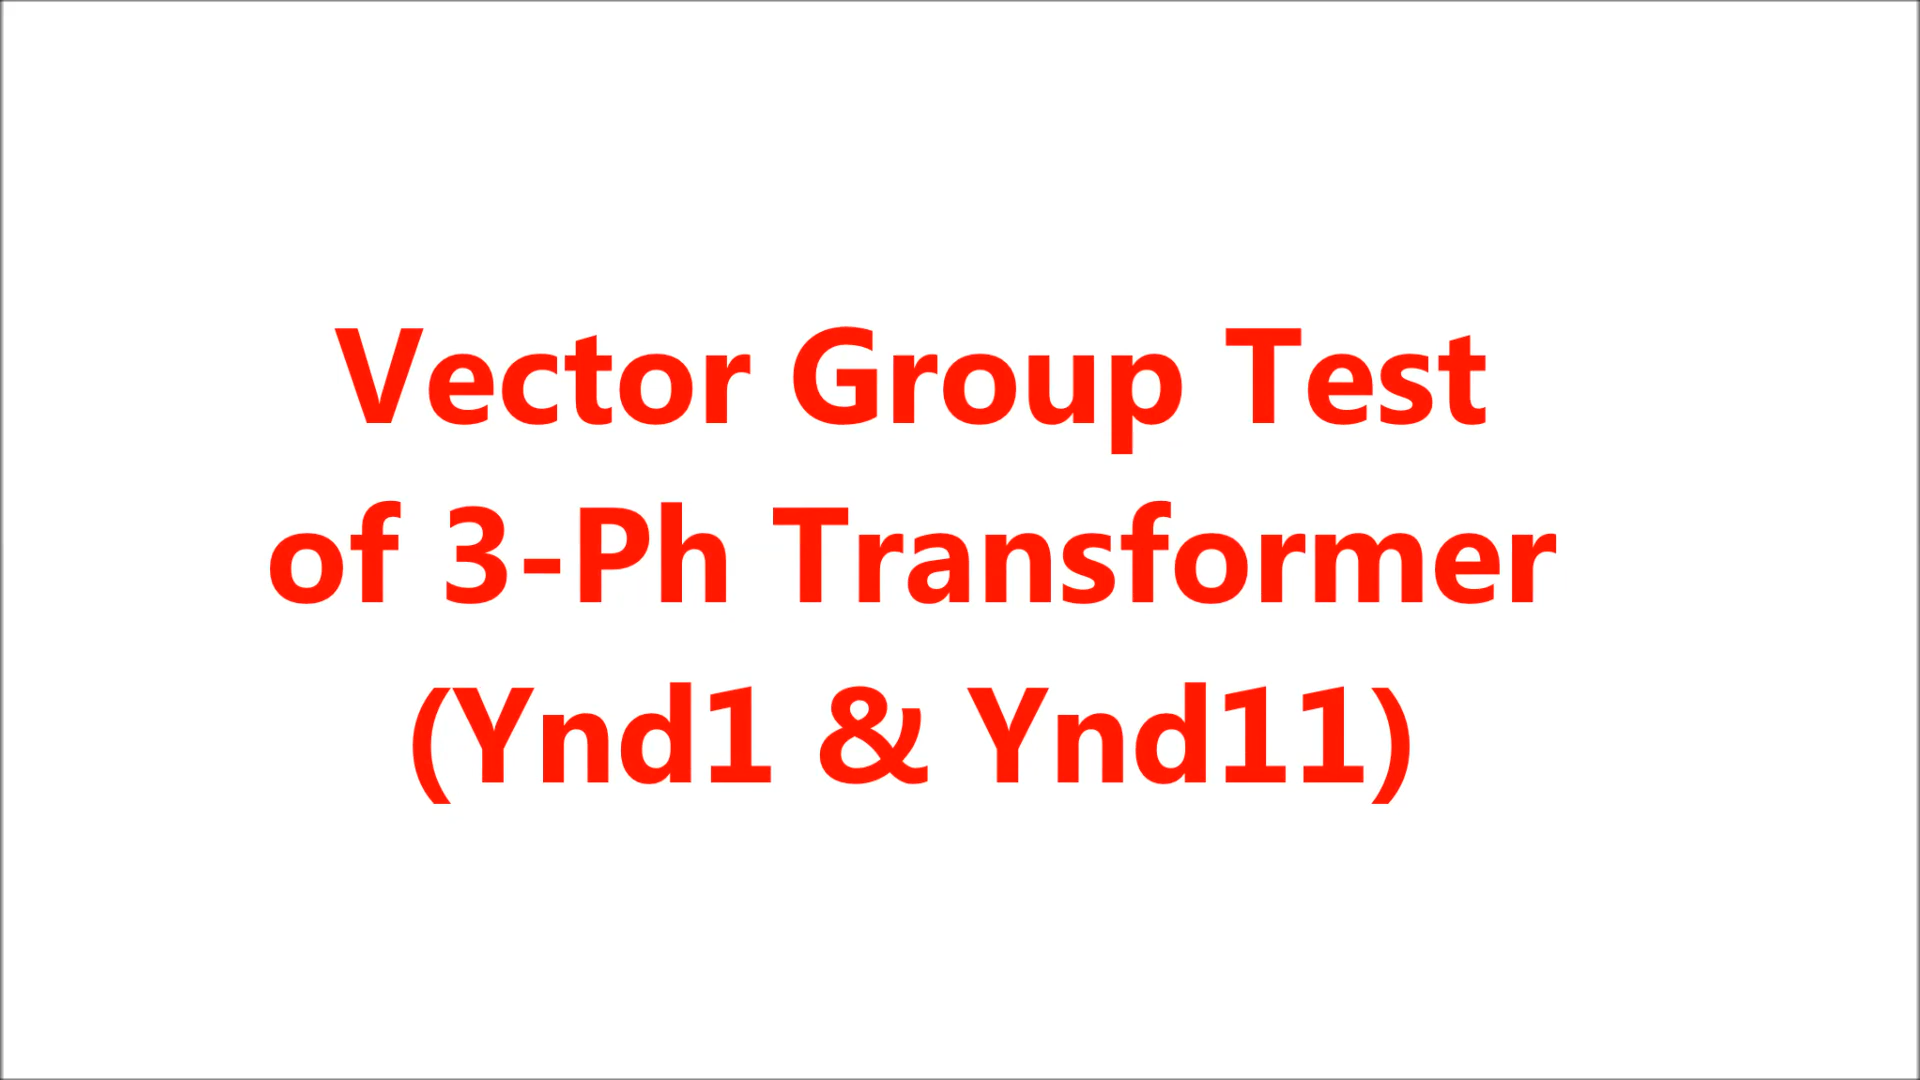 Vector Group Test
of 3-Ph Transformer
(Ynd1 & Ynd11)